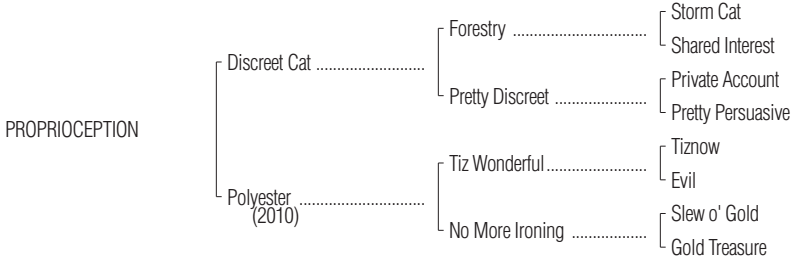 Storm Cat
Forestry ................................
Shared Interest
Discreet Cat ..........................
Private Account
Pretty Discreet ......................
Pretty Persuasive
PROPRIOCEPTION
Tiznow
Tiz Wonderful........................
Evil
Polyester ..............................
(2010)
Slew o' Gold
No More Ironing ..................
Gold Treasure